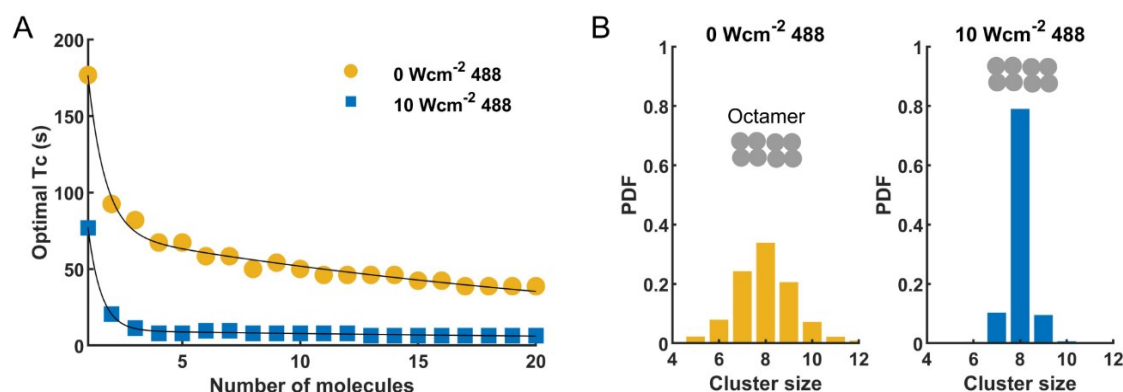 A
200
150
100
50
0
Optimal Tc (s)
0 Wcm⁻² 488
10 Wcm⁻² 488
5
10
15
20
Number of molecules
B
0 Wcm⁻² 488
1
0.8
0.6
0.4
0.2
0
PDF
Octamer
4
6
8
10
12
Cluster size
10 Wcm⁻² 488
1
0.8
0.6
0.4
0.2
0
PDF
4
6
8
10
12
Cluster size